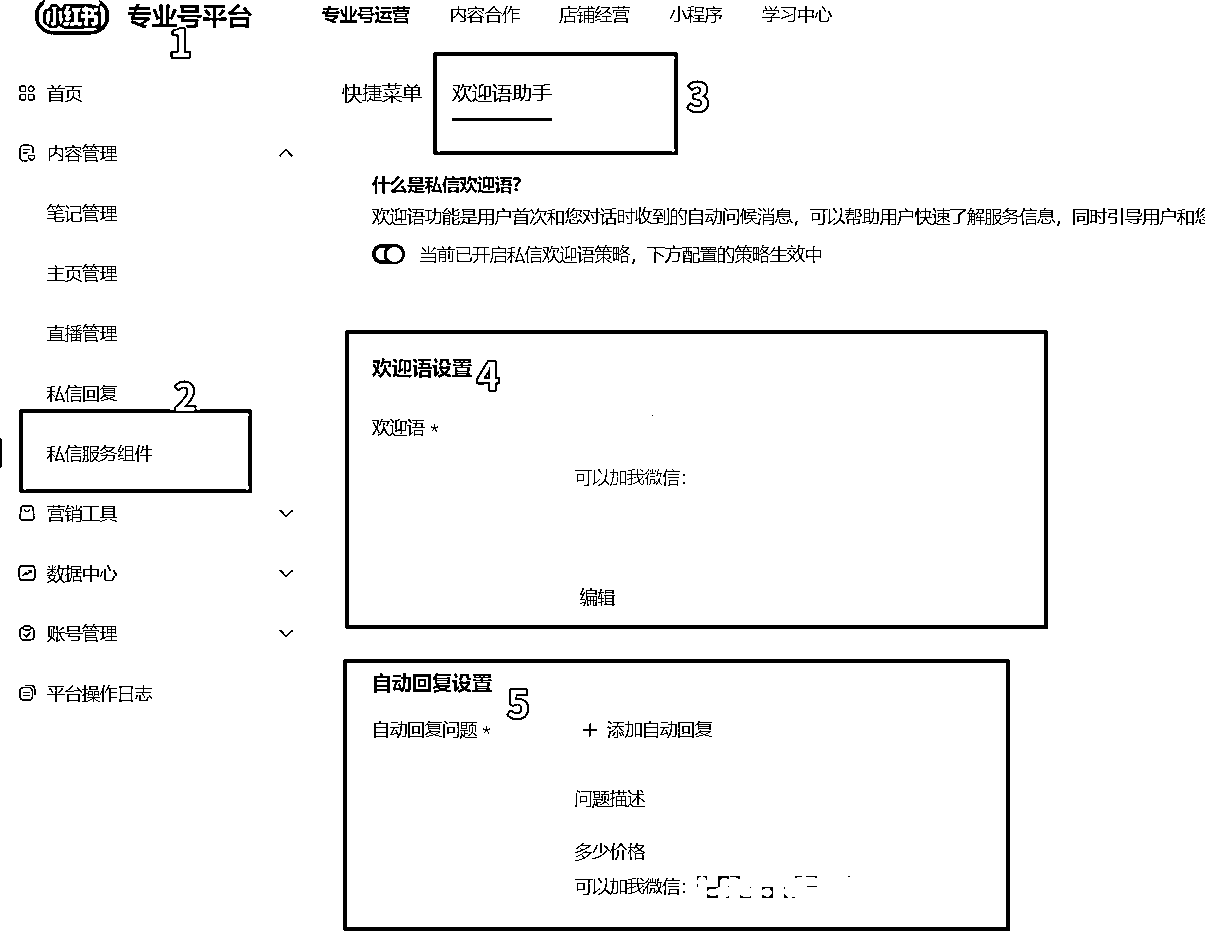 小红书 专业号平台 专业号运营 内容合作 店铺经营 小程序 学习中心
1
首页
内容管理
笔记管理
主页管理
直播管理
私信回复
2
私信服务组件
营销工具
数据中心
账号管理
平台操作日志
快捷菜单 欢迎语助手 3
什么是私信欢迎语?
欢迎语功能是用户首次和您对话时收到的自动问候消息，可以帮助用户快速了解服务信息，同时引导用户和您
当前已开启私信欢迎语策略，下方配置的策略生效中
欢迎语设置 4
欢迎语 *
可以加我微信：
编辑
自动回复设置 5
自动回复问题 * + 添加自动回复
问题描述
多少价格
可以加我微信：